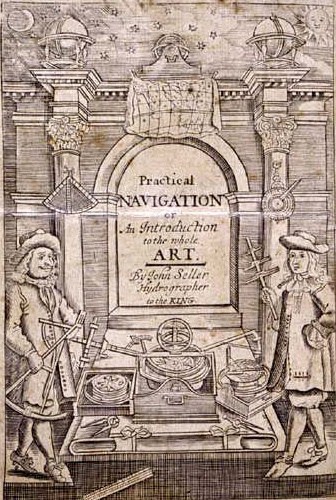 Practical
NAVIGATION
or
An Introduction
to the whole
ART.
By John Seller
Hydrographer
to the KING.